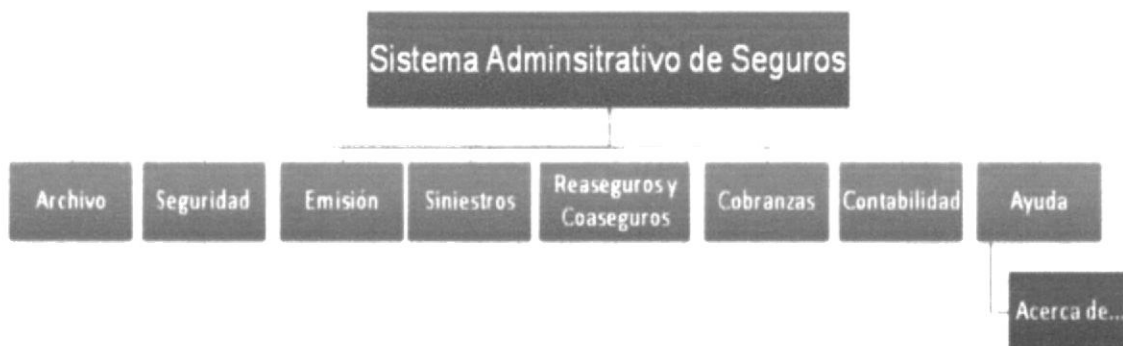 Sistema Adminsitrativo de Seguros
Archivo
Seguridad
Emisión
Siniestros
Reaseguros y
Coaseguros
Cobranzas
Contabilidad
Ayuda
Acerca de...